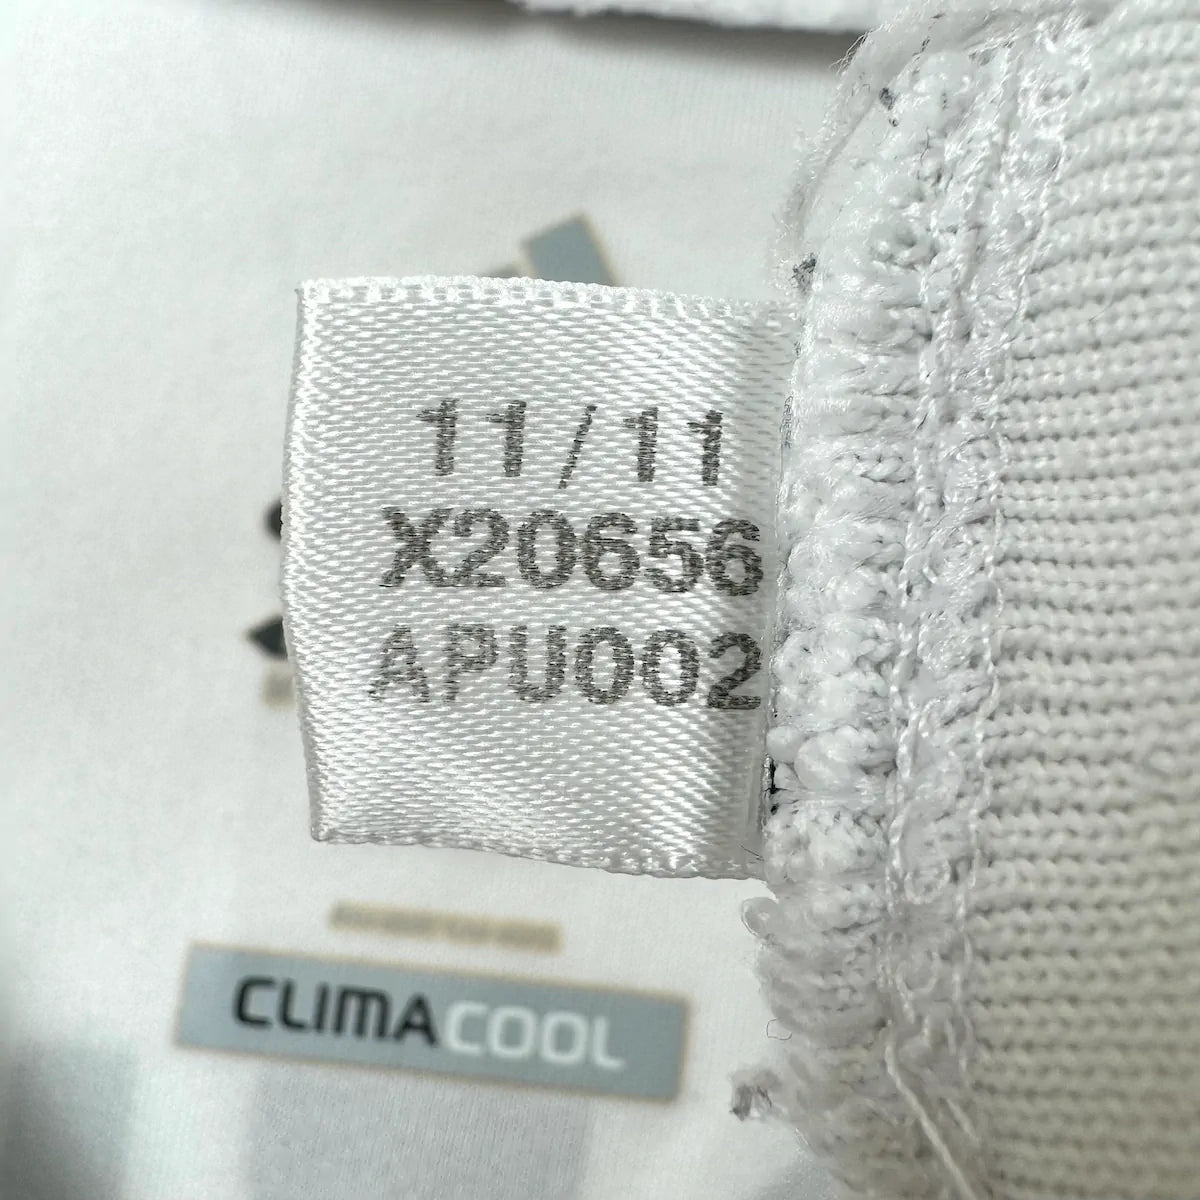 11/11
X20656
APU002
CLIMACOOL